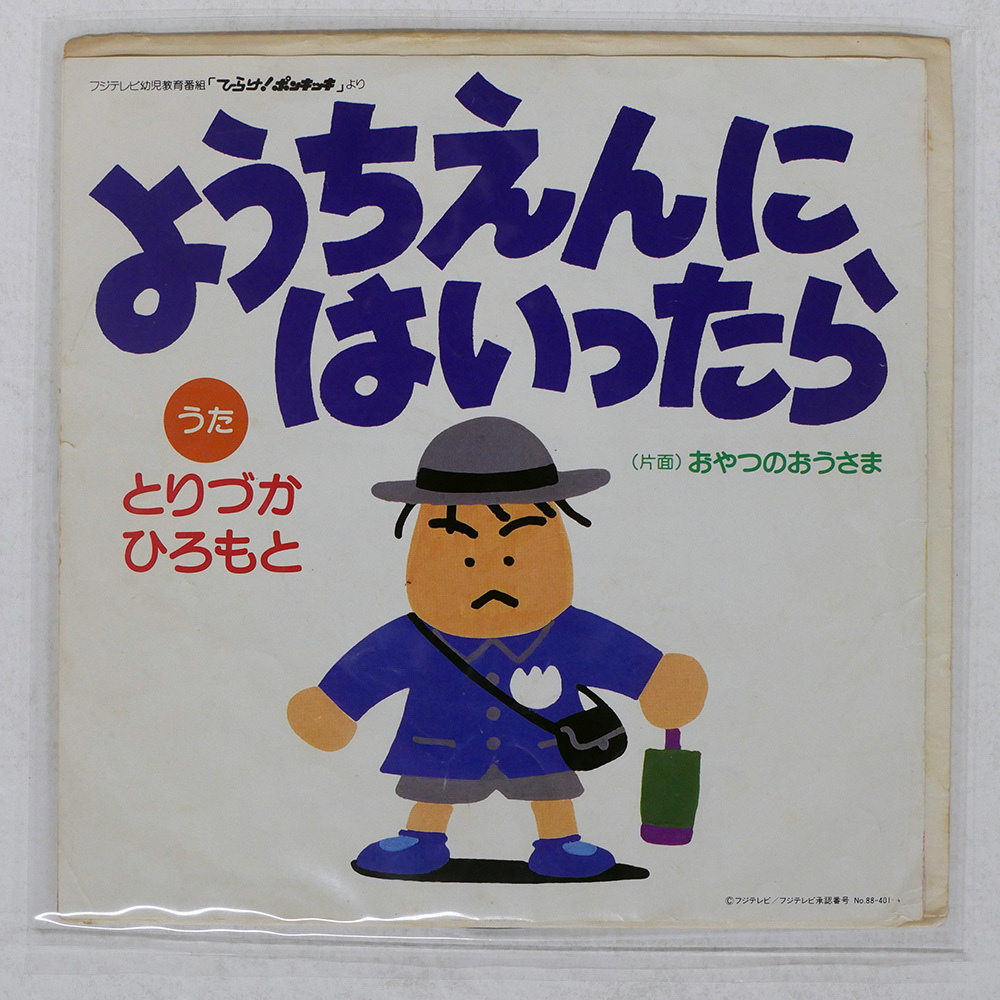 フジテレビ幼児教育番組「ひらけ!ポンキッキ」より
ようちえんに
はいったら
うた
とりづか
ひろもと
(片面)おやつのおうさま
©フジテレビ/フジテレビ承認番号 No.88-401